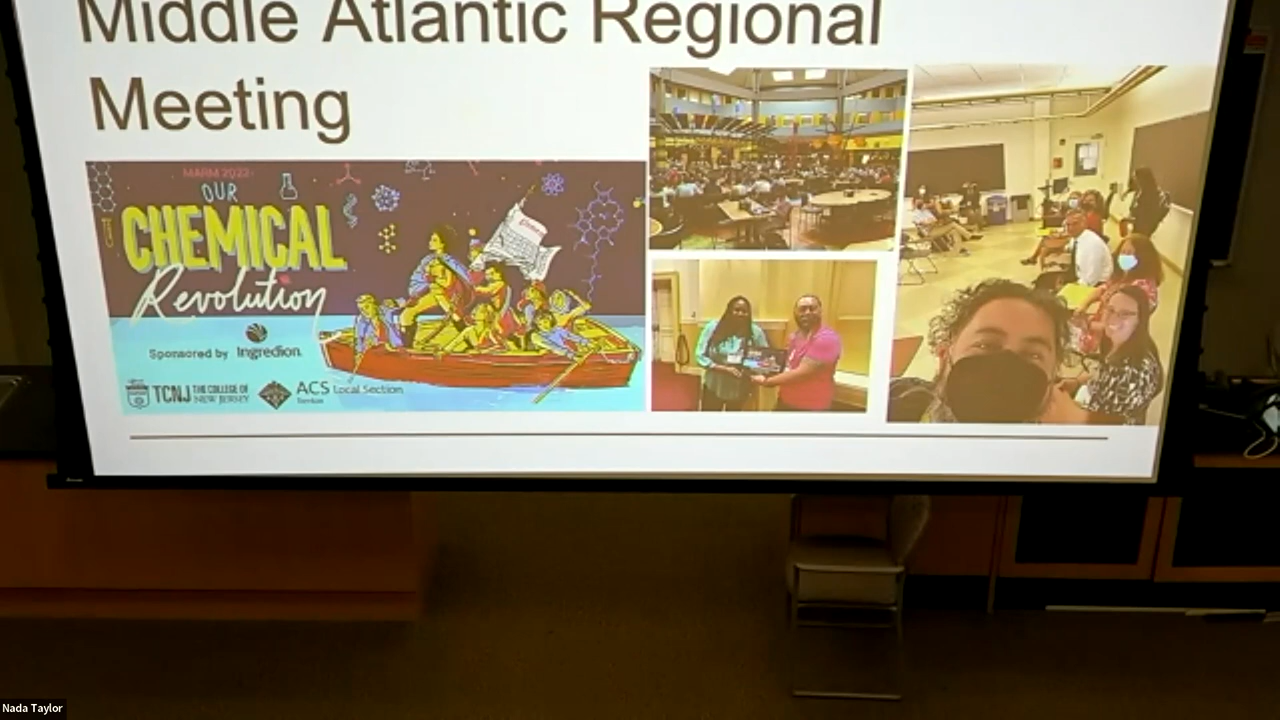 Middle Atlantic Regional
Meeting
MARM 2022
OUR
CHEMICAL
Revolution
Sponsored by Ingredion
TCNJ THE COLLEGE OF
NEW JERSEY
ACS Local Section
Trenton
Nada Taylor